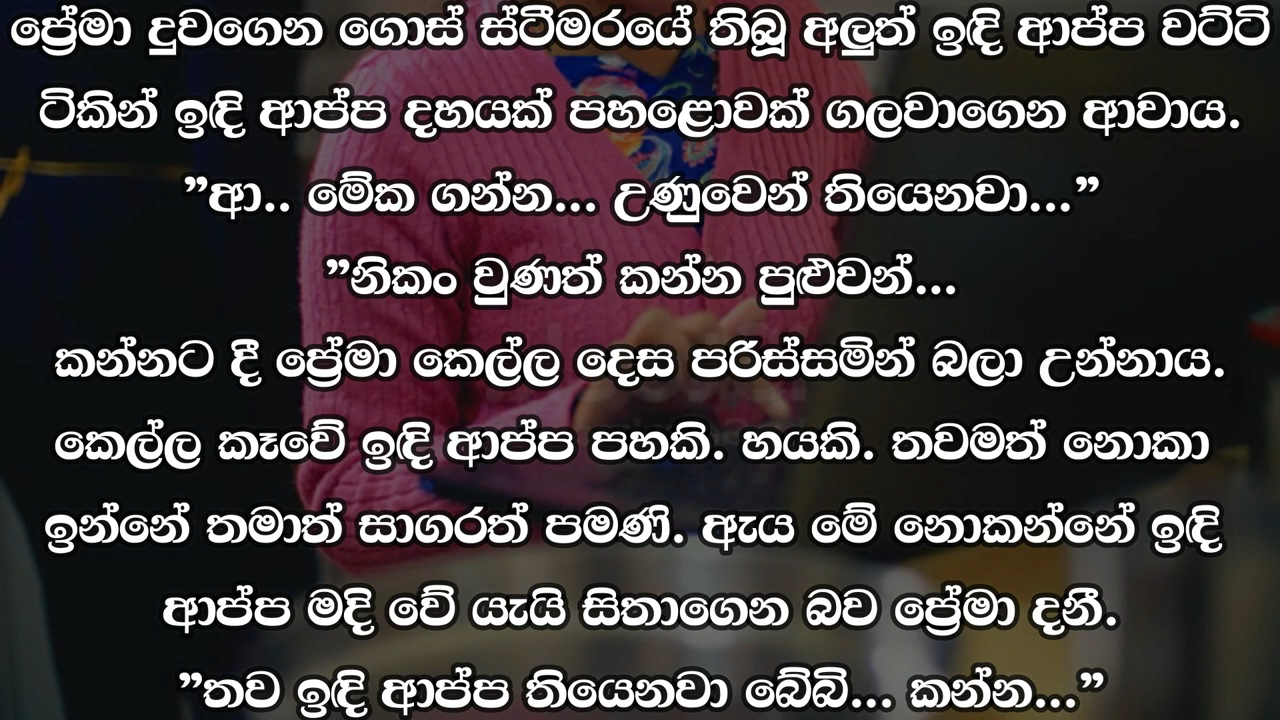 ප්‍රේමා දුවගෙන ගොස් ස්ටීමරයේ තිබූ අලුත් ඉඳි ආප්ප වට්ටි
ටිකින් ඉඳි ආප්ප දහයක් පහළොවක් ගලවාගෙන ආවාය.
”ආ.. මේක ගන්න... උණුවෙන් තියෙනවා...”
”නිකං වුණත් කන්න පුළුවන්...
කන්නට දී ප්‍රේමා කෙල්ල දෙස පරිස්සමින් බලා උන්නාය.
කෙල්ල කෑවේ ඉඳි ආප්ප පහකි. හයකි. තවමත් නොකා
ඉන්නේ තමාත් සාගරත් පමණි. ඇය මේ නොකන්නේ ඉඳි
ආප්ප මදි වේ යැයි සිතාගෙන බව ප්‍රේමා දනී.
”තව ඉඳි ආප්ප තියෙනවා බේබි... කන්න...”